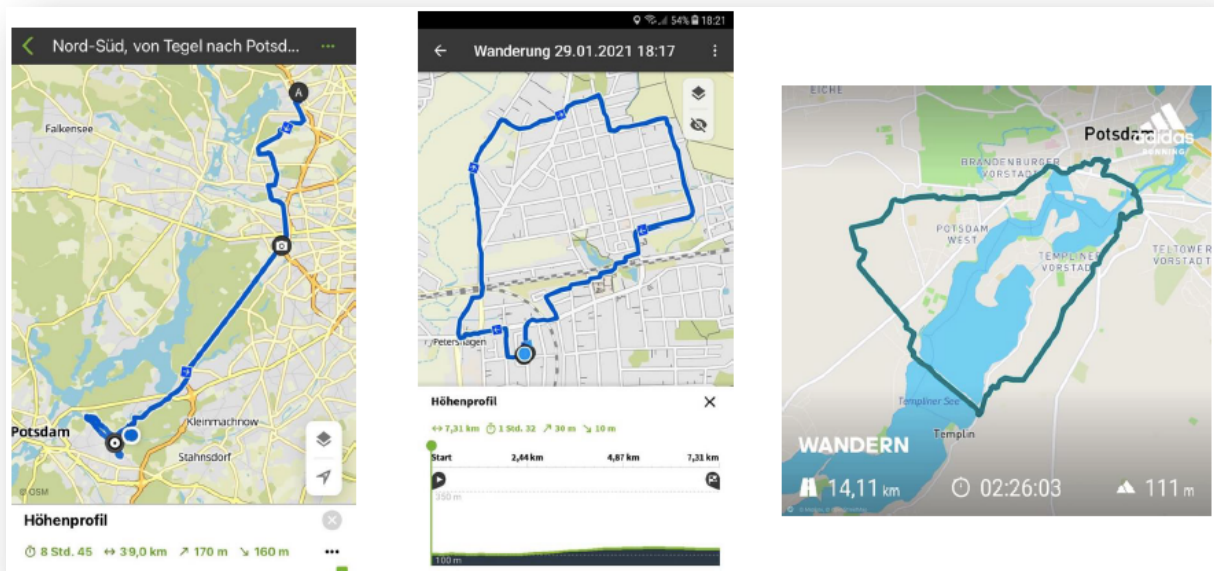 Nord-Süd, von Tegel nach Potsd... ...
A
Falkensee
Potsdam
Kleinmachnow
Stahnsdorf
© OSM
Höhenprofil
8 Std. 45 39,0 km 170 m 160 m ...
54% 18:21
Wanderung 29.01.2021 18:17
Petershagen
Höhenprofil
7,31 km 1 Std. 32 30 m 10 m
Start 2,44 km 4,87 km 7,31 km
350 m
100 m
EICHE
Potsdam
adidas
RUNNING
BRANDENBURGER
VORSTADT
POTSDAM
WEST
TEMPLINER
VORSTADT
TELTOWER
VORSTADT
Templiner See
Templin
WANDERN
14,11 km 02:26:03 111 m